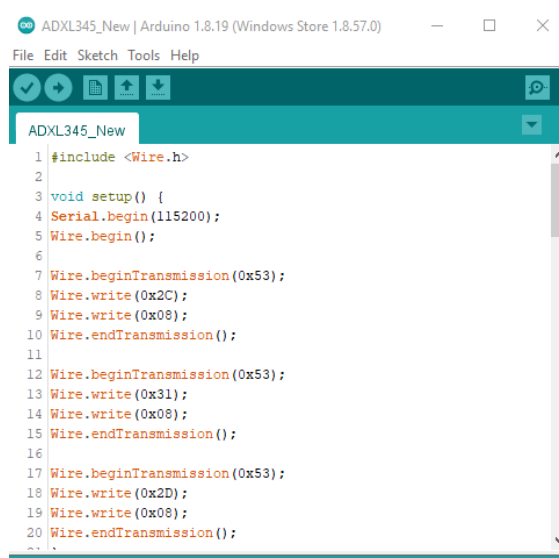 ADXL345_New | Arduino 1.8.19 (Windows Store 1.8.57.0)
File Edit Sketch Tools Help
ADXL345_New
1 #include <Wire.h>
2
3 void setup() {
4 Serial.begin(115200);
5 Wire.begin();
6
7 Wire.beginTransmission(0x53);
8 Wire.write(0x2C);
9 Wire.write(0x08);
10 Wire.endTransmission();
11
12 Wire.beginTransmission(0x53);
13 Wire.write(0x31);
14 Wire.write(0x08);
15 Wire.endTransmission();
16
17 Wire.beginTransmission(0x53);
18 Wire.write(0x2D);
19 Wire.write(0x08);
20 Wire.endTransmission();